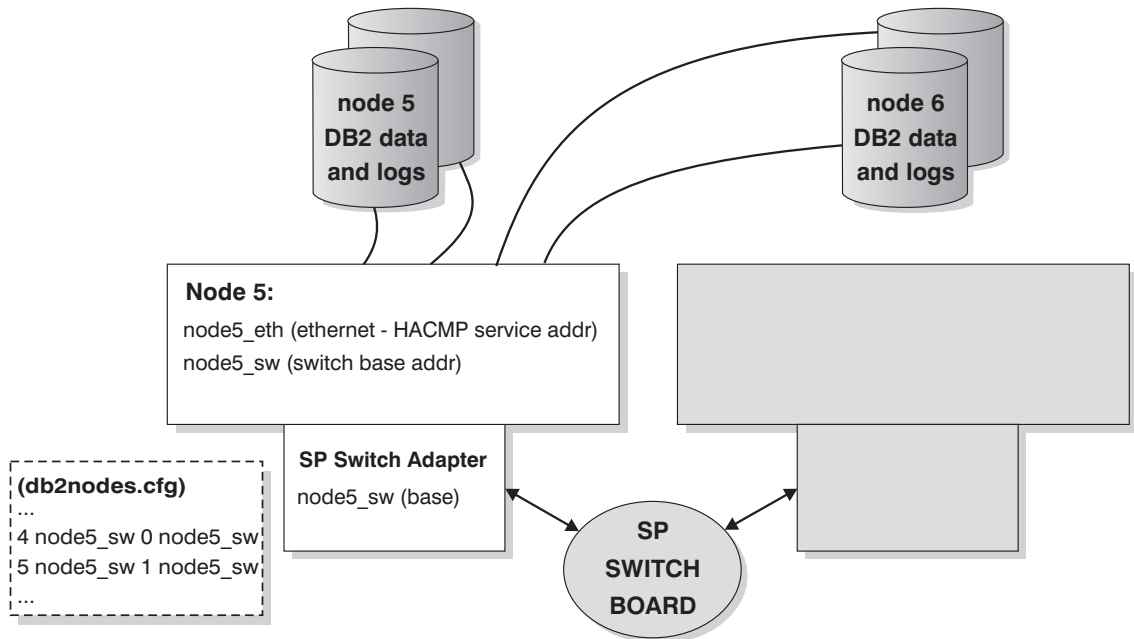 node 5
DB2 data
and logs
node 6
DB2 data
and logs
Node 5:
node5_eth (ethernet - HACMP service addr)
node5_sw (switch base addr)
SP Switch Adapter
node5_sw (base)
(db2nodes.cfg)
...
4 node5_sw 0 node5_sw
5 node5_sw 1 node5_sw
...
SP
SWITCH
BOARD